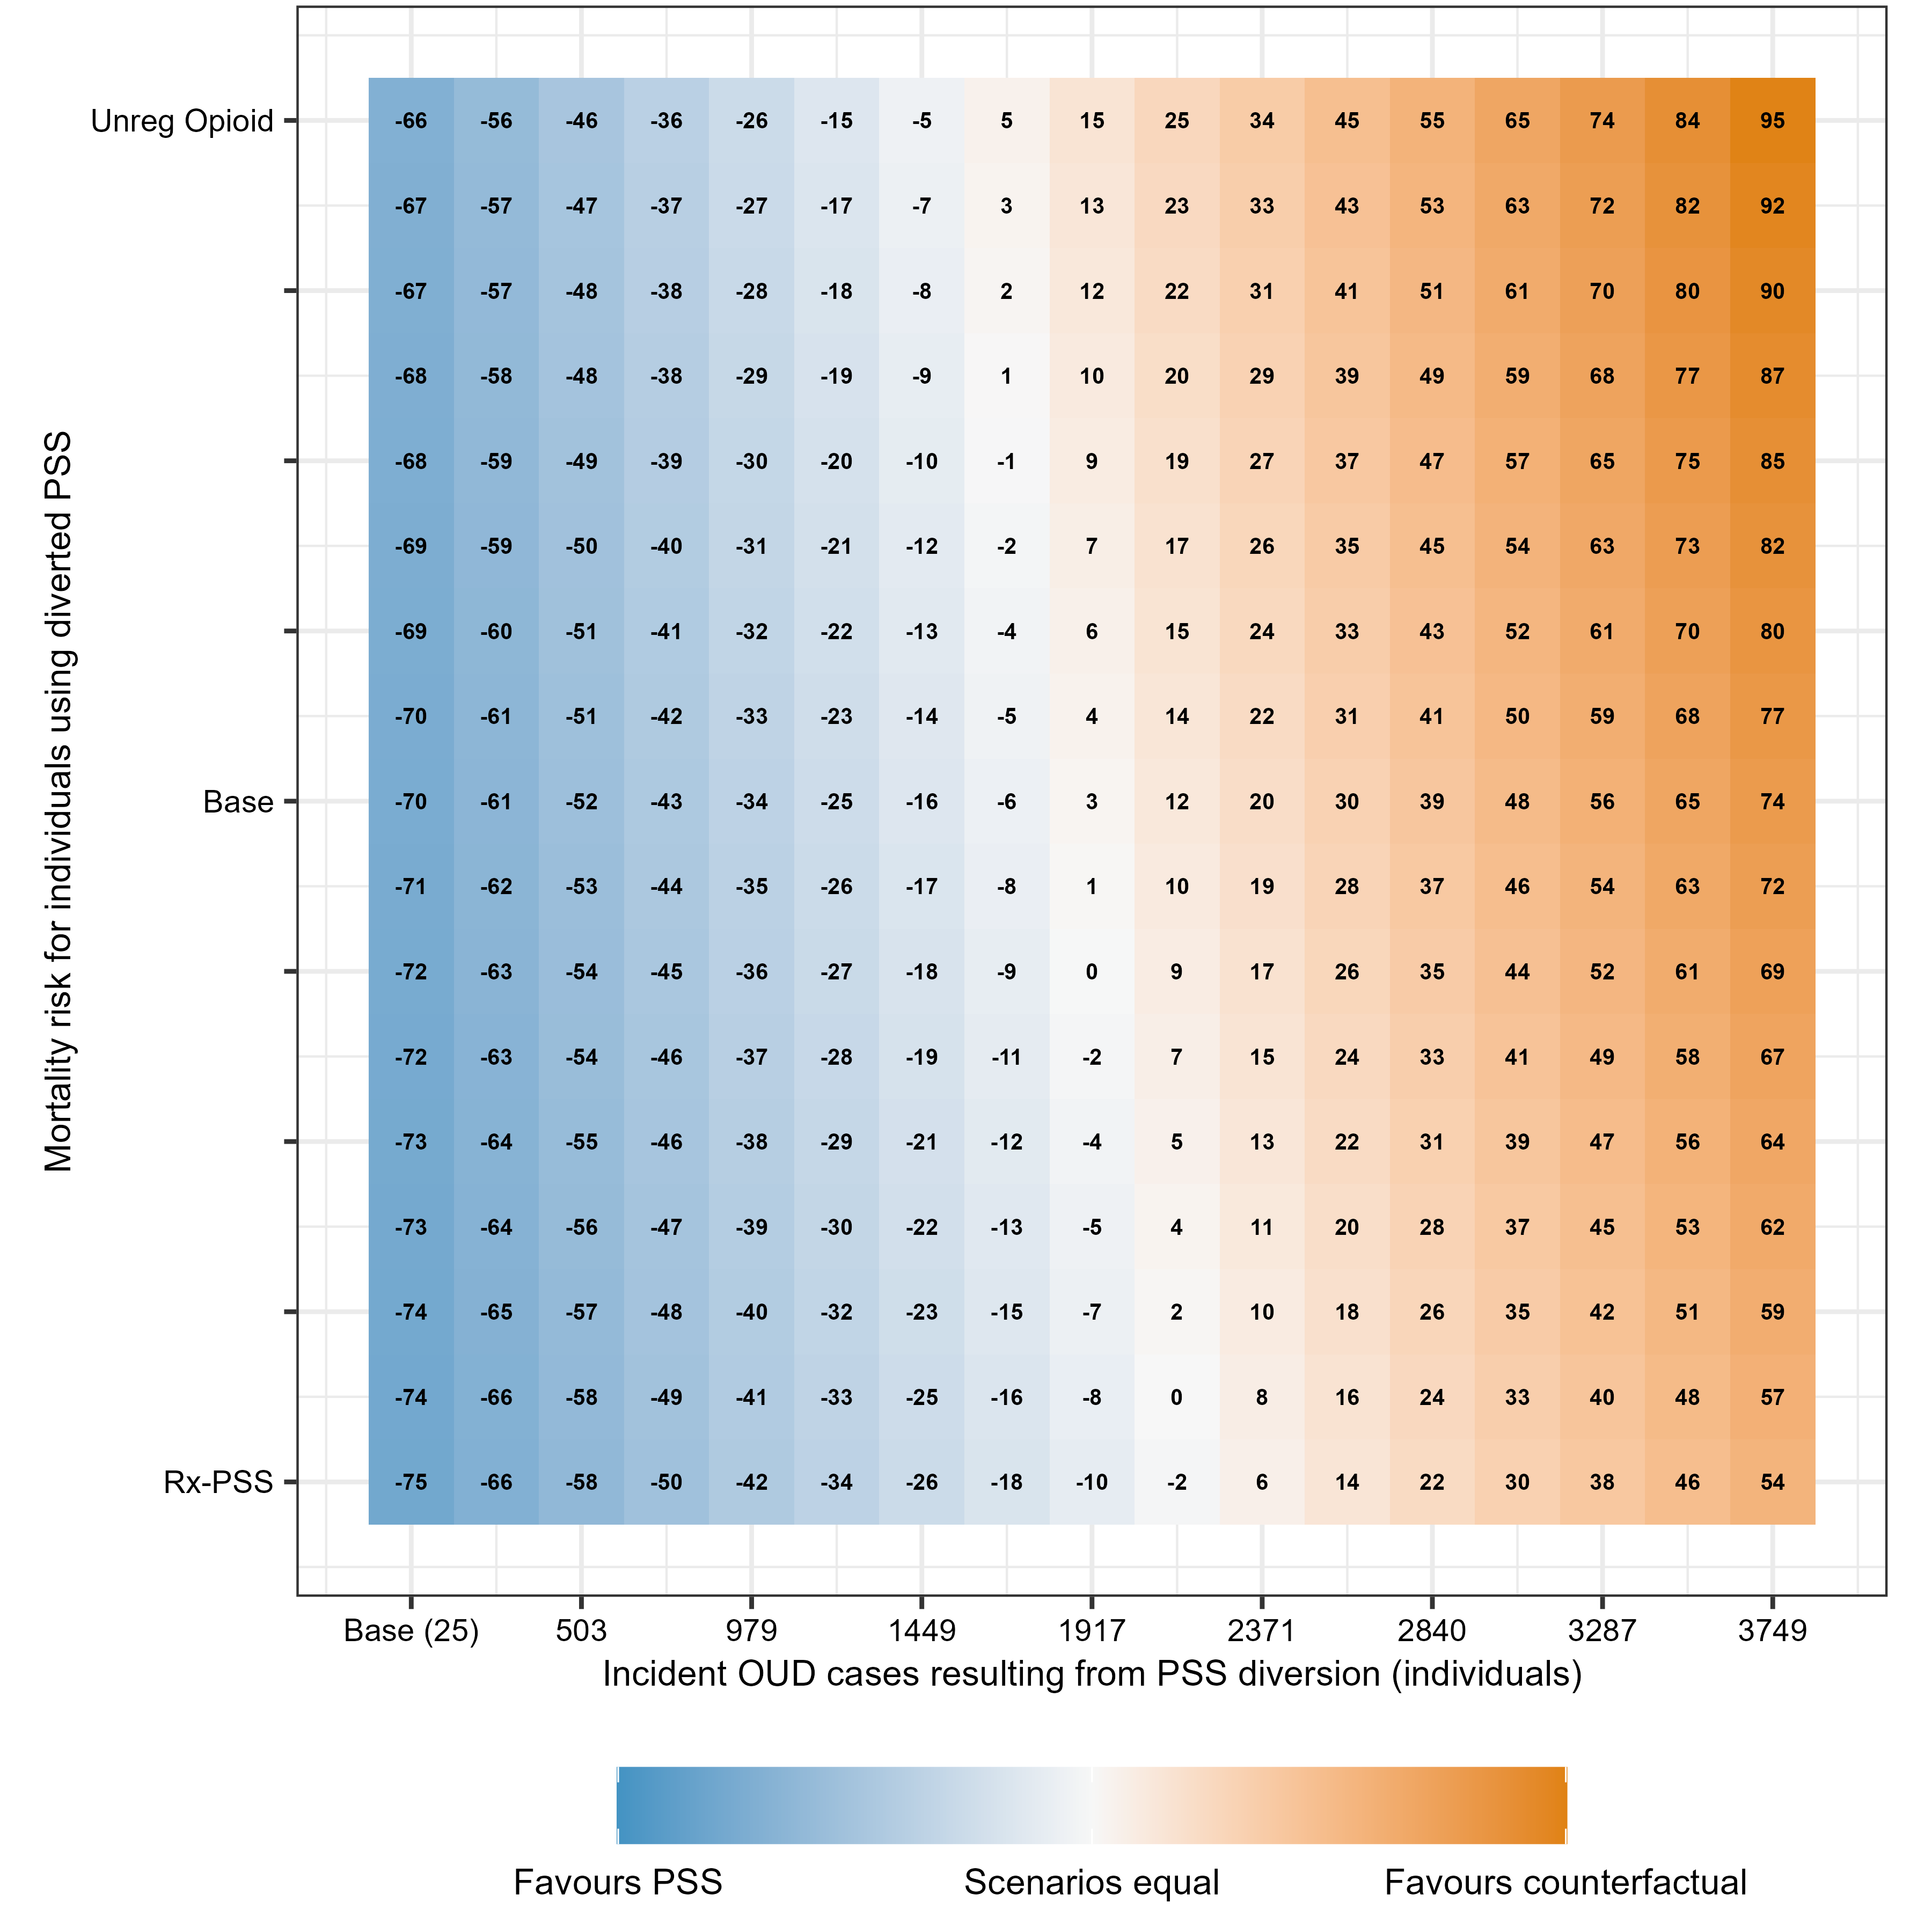 Mortality risk for individuals using diverted PSS
Unreg Opioid -66 -56 -46 -36 -26 -15 -5 5 15 25 34 45 55 65 74 84 95
-67 -57 -47 -37 -27 -17 -7 3 13 23 33 43 53 63 72 82 92
-67 -57 -48 -38 -28 -18 -8 2 12 22 31 41 51 61 70 80 90
-68 -58 -48 -38 -29 -19 -9 1 10 20 29 39 49 59 68 77 87
-68 -59 -49 -39 -30 -20 -10 -1 9 19 27 37 47 57 65 75 85
-69 -59 -50 -40 -31 -21 -12 -2 7 17 26 35 45 54 63 73 82
-69 -60 -51 -41 -32 -22 -13 -4 6 15 24 33 43 52 61 70 80
-70 -61 -51 -42 -33 -23 -14 -5 4 14 22 31 41 50 59 68 77
Base -70 -61 -52 -43 -34 -25 -16 -6 3 12 20 30 39 48 56 65 74
-71 -62 -53 -44 -35 -26 -17 -8 1 10 19 28 37 46 54 63 72
-72 -63 -54 -45 -36 -27 -18 -9 0 9 17 26 35 44 52 61 69
-72 -63 -54 -46 -37 -28 -19 -11 -2 7 15 24 33 41 49 58 67
-73 -64 -55 -46 -38 -29 -21 -12 -4 5 13 22 31 39 47 56 64
-73 -64 -56 -47 -39 -30 -22 -13 -5 4 11 20 28 37 45 53 62
-74 -65 -57 -48 -40 -32 -23 -15 -7 2 10 18 26 35 42 51 59
-74 -66 -58 -49 -41 -33 -25 -16 -8 0 8 16 24 33 40 48 57
Rx-PSS -75 -66 -58 -50 -42 -34 -26 -18 -10 -2 6 14 22 30 38 46 54
Base (25) 503 979 1449 1917 2371 2840 3287 3749
Incident OUD cases resulting from PSS diversion (individuals)
Favours PSS Scenarios equal Favours counterfactual